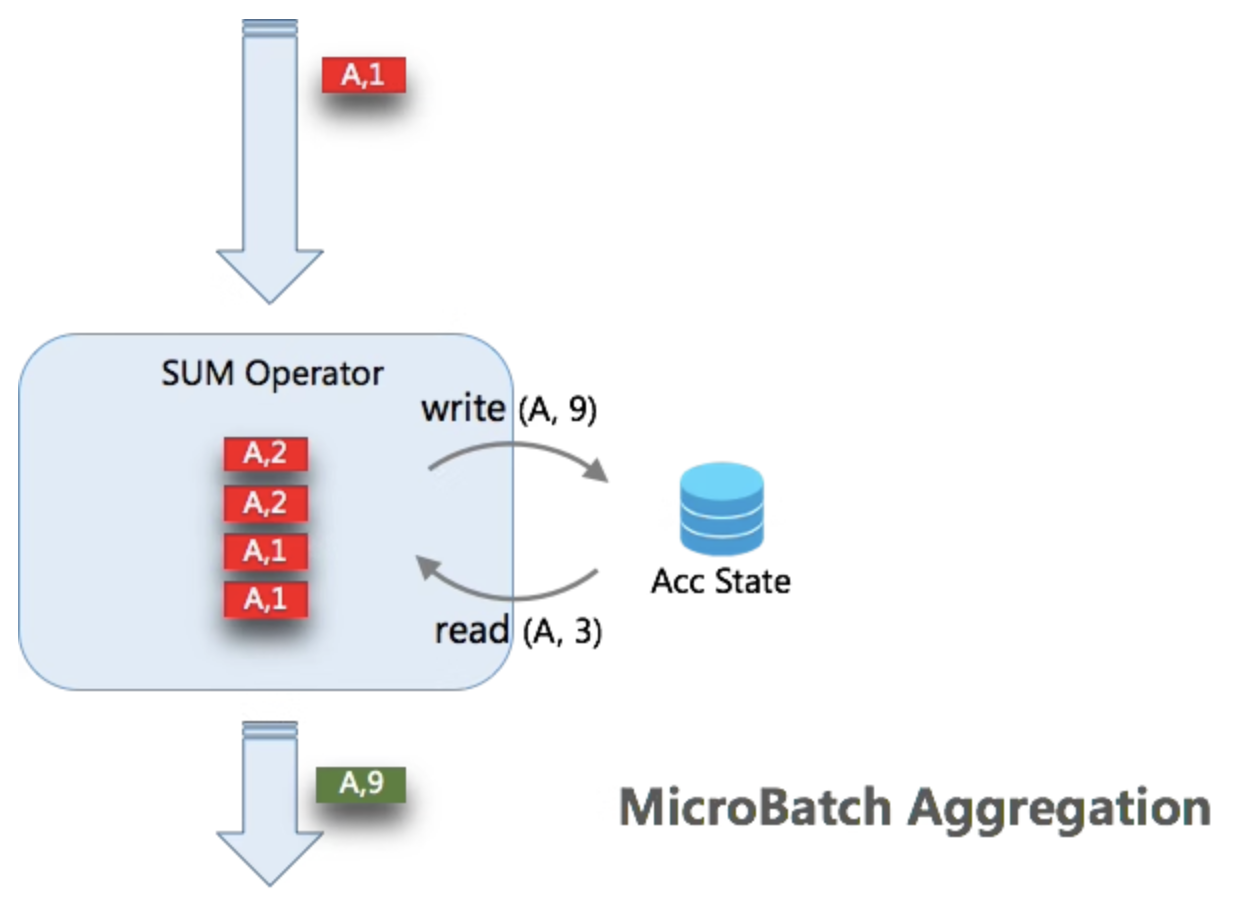 A,1
SUM Operator
write (A, 9)
A,2
A,2
A,1
A,1
Acc State
read (A, 3)
A,9
MicroBatch Aggregation